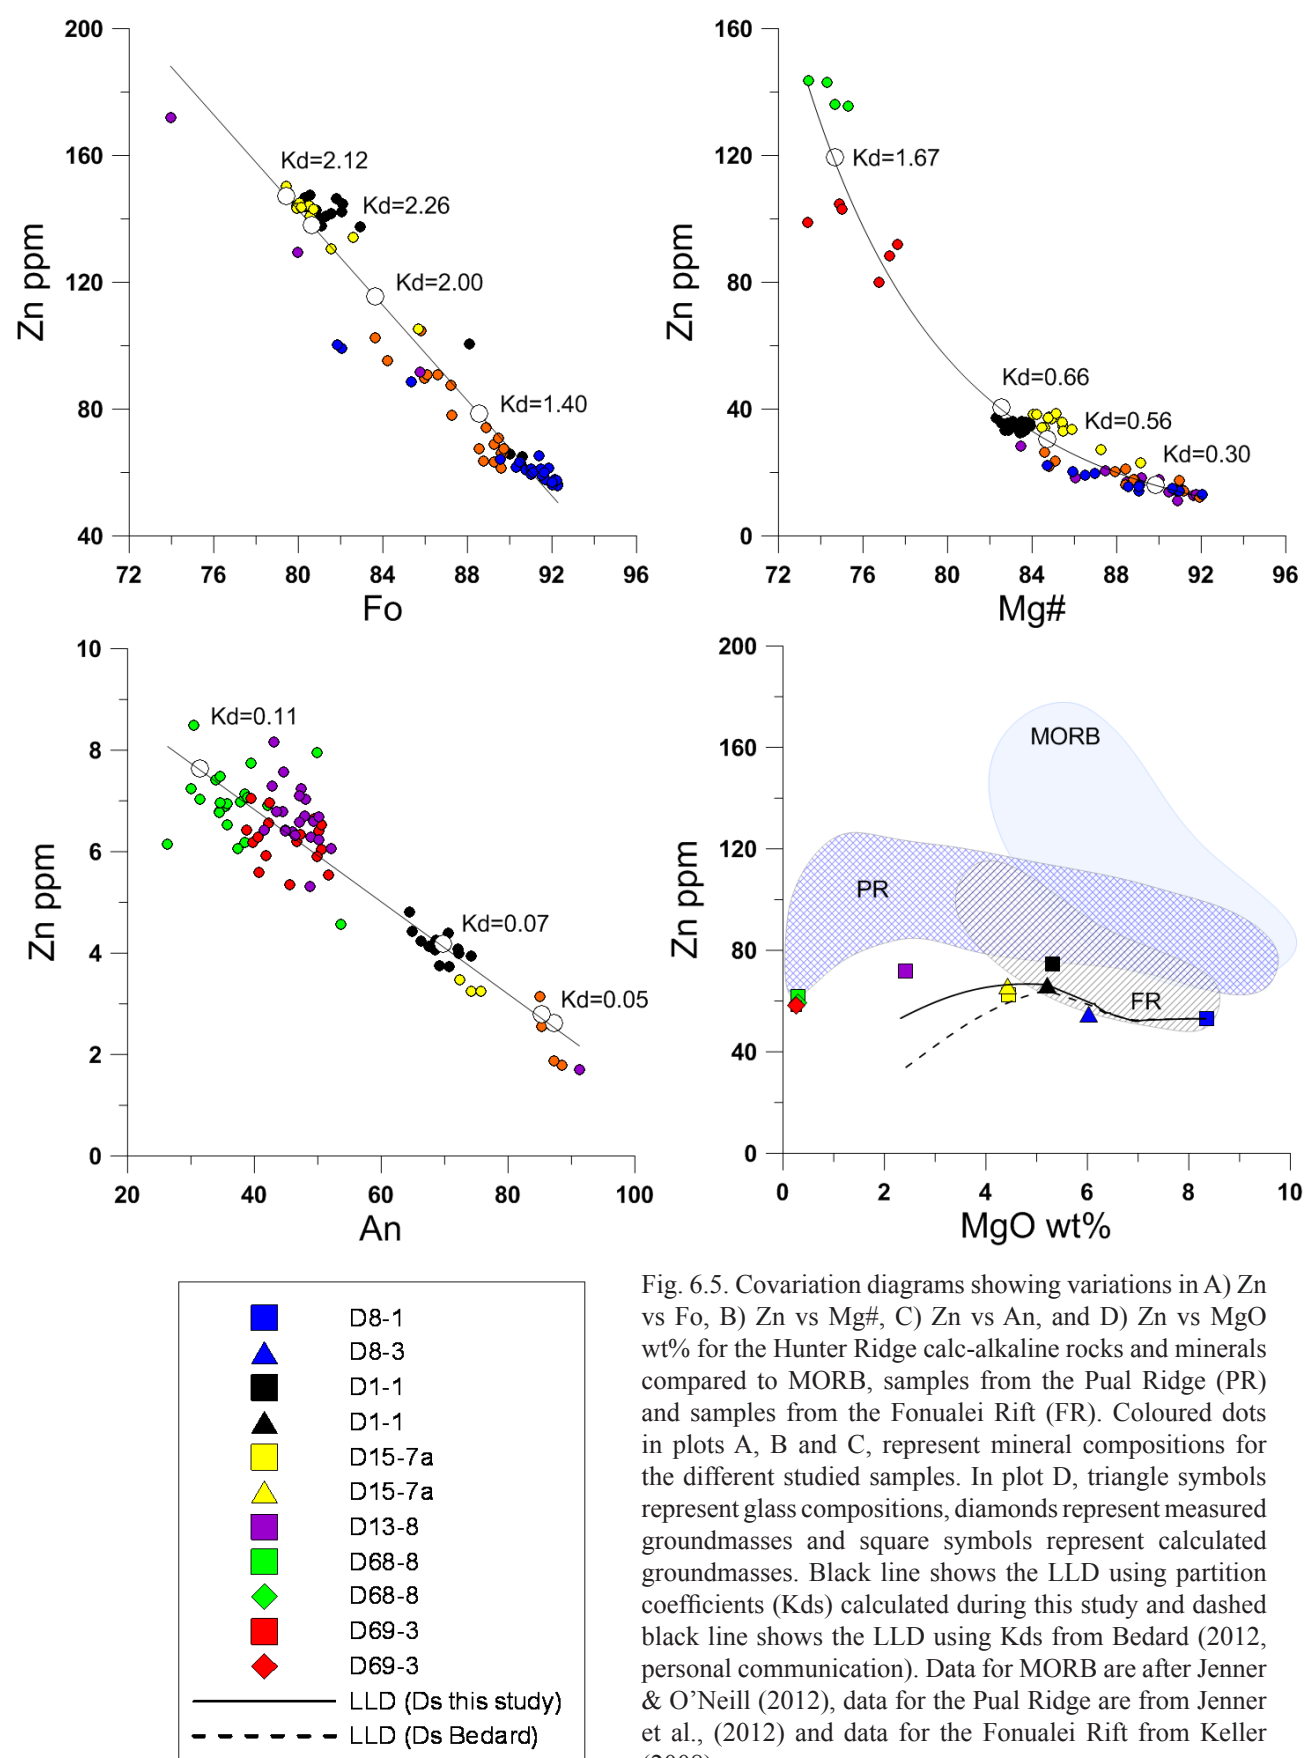 200
160
120
80
40
Zn ppm
Kd=2.12
Kd=2.26
Kd=2.00
Kd=1.40
72 76 80 84 88 92 96
Fo
160
120
80
40
0
Zn ppm
Kd=1.67
Kd=0.66
Kd=0.56
Kd=0.30
72 76 80 84 88 92 96
Mg#
10
8
6
4
2
0
Zn ppm
Kd=0.11
Kd=0.07
Kd=0.05
20 40 60 80 100
An
200
160
120
80
40
0
Zn ppm
MORB
PR
FR
0 2 4 6 8 10
MgO wt%
D8-1
D8-3
D1-1
D1-1
D15-7a
D15-7a
D13-8
D68-8
D68-8
D69-3
D69-3
LLD (Ds this study)
LLD (Ds Bedard)
Fig. 6.5. Covariation diagrams showing variations in A) Zn
vs Fo, B) Zn vs Mg#, C) Zn vs An, and D) Zn vs MgO
wt% for the Hunter Ridge calc-alkaline rocks and minerals
compared to MORB, samples from the Pual Ridge (PR)
and samples from the Fonualei Rift (FR). Coloured dots
in plots A, B and C, represent mineral compositions for
the different studied samples. In plot D, triangle symbols
represent glass compositions, diamonds represent measured
groundmasses and square symbols represent calculated
groundmasses. Black line shows the LLD using partition
coefficients (Kds) calculated during this study and dashed
black line shows the LLD using Kds from Bedard (2012,
personal communication). Data for MORB are after Jenner
& O'Neill (2012), data for the Pual Ridge are from Jenner
et al., (2012) and data for the Fonualei Rift from Keller